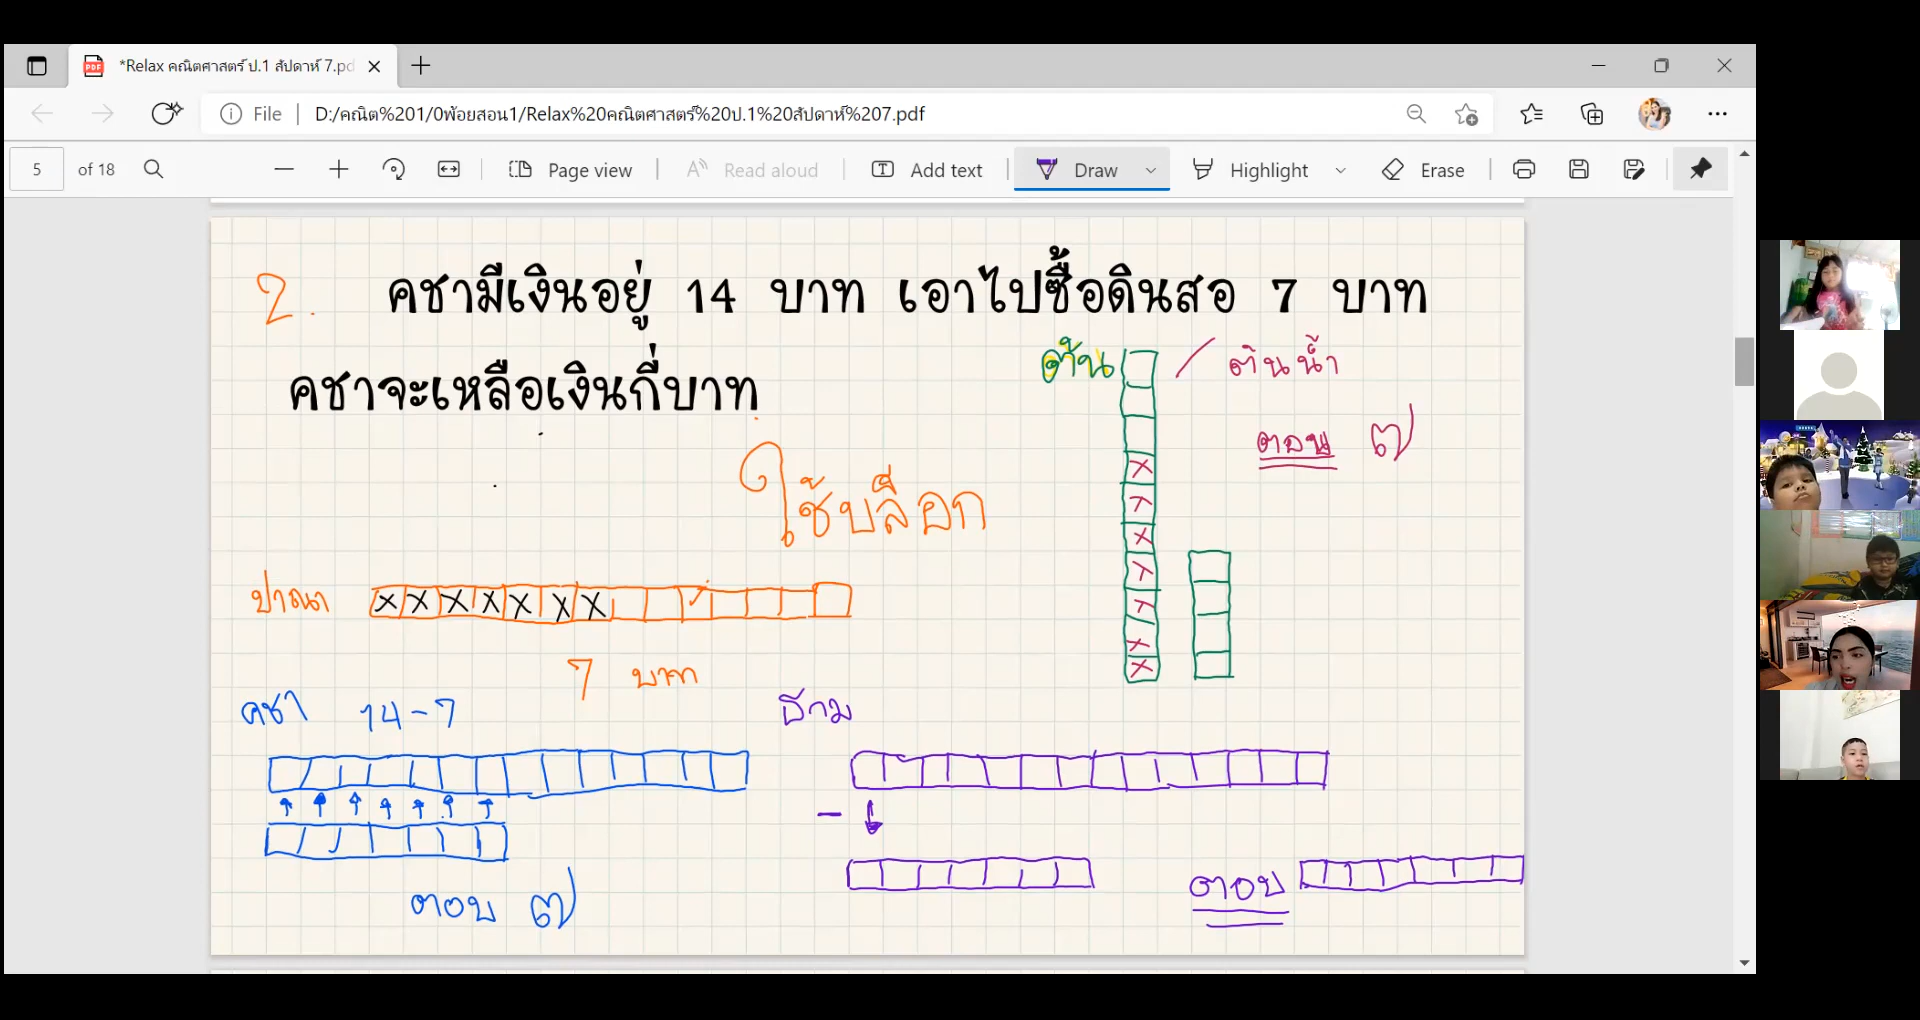 *Relax คณิตศาสตร์ ป.1 สัปดาห์ 7.pd
File
D:/คณิต%201/0พ้อยสอน1/Relax%20คณิตศาสตร์%20ป.1%20สัปดาห์%207.pdf
5 of 18
Page view
Read aloud
Add text
Draw
Highlight
Erase
2. คชามีเงินอยู่ 14 บาท เอาไปซื้อดินสอ 7 บาท
คชาจะเหลือเงินกี่บาท
ต้น
ต้นน้ำ
ตอบ ๗
ใช้บล็อก
ปาณา
X X X X X X X
7 บาท
คชา 14-7
ธีาม
-
ตอบ ๗
ตอบ